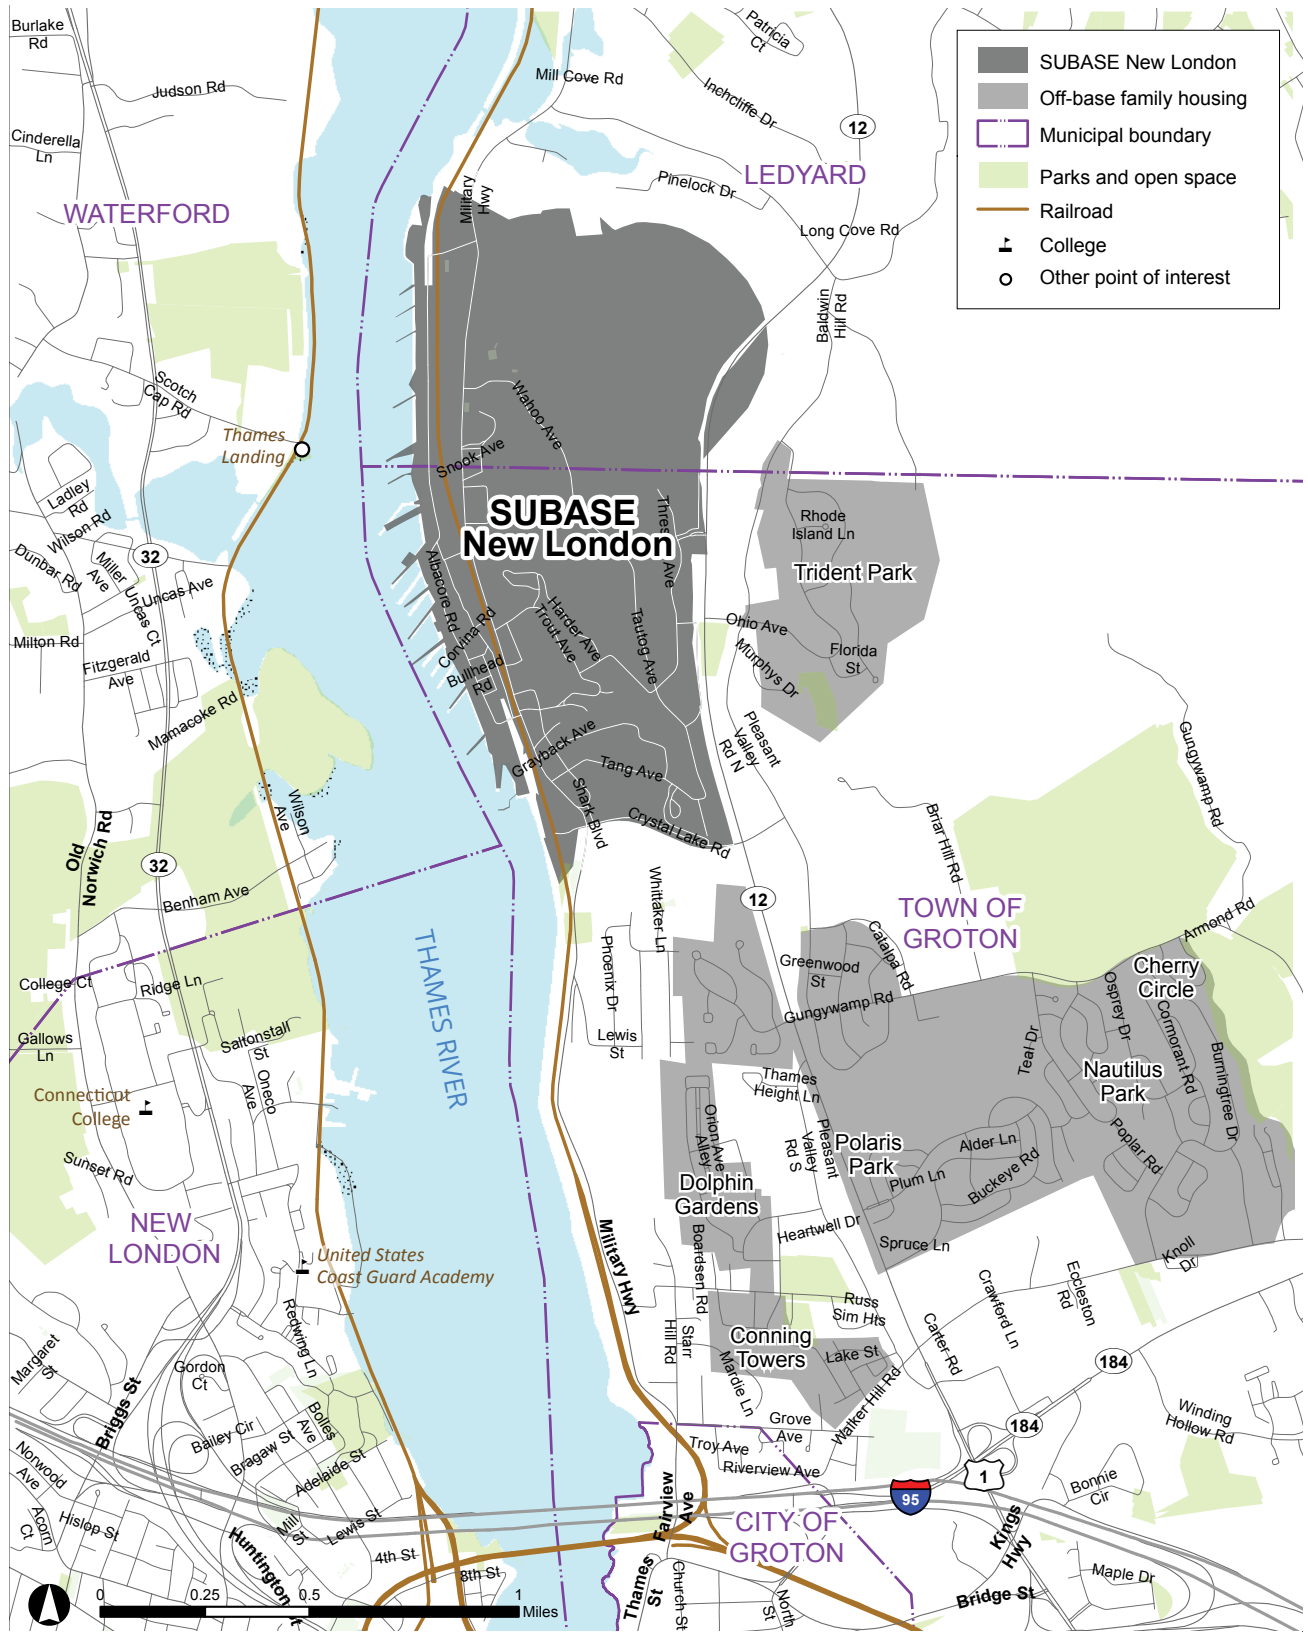 Burlake
Rd
Judson Rd
Cinderella
Ln
WATERFORD
Patricia
Ct
Mill Cove Rd
Inchcliffe Dr
12
LEDYARD
Pinelock Dr
Military
Hwy
Long Cove Rd
Baldwin
Hill Rd
SUBASE New London
Off-base family housing
Municipal boundary
Parks and open space
Railroad
College
Other point of interest
Scotch
Cap Rd
Thames
Landing
Ladley
Rd
Wilson Rd
Dunbar Rd
Miller
Ave
32
Uncas Ave
Uncas Ct
Milton Rd
Fitzgerald
Ave
Mamacoke Rd
Wilson
Ave
Old
Norwich Rd
32
Benham Ave
Wahoo Ave
Snook Ave
SUBASE
New London
Albacore Rd
Corvina Rd
Bullhead
Rd
Harder Ave
Trout Ave
Tautog Ave
Grayback Ave
Tang Ave
Shark Blvd
Crystal Lake Rd
Rhode
Island Ln
Trident Park
Ohio Ave
Florida
St
Murphys Dr
Pleasant
Valley
Rd N
Gungywamp Rd
Briar Hill Rd
12
TOWN OF
GROTON
Armond Rd
Whittaker Ln
Phoenix Dr
Lewis
St
Greenwood
St
Catalpa Rd
Gungywamp Rd
Cherry
Circle
Osprey Dr
Cormorant Rd
Burningtree Dr
Teal Dr
Nautilus
Park
Poplar Rd
THAMES RIVER
College Ct
Ridge Ln
Gallows
Ln
Saltonstall
St
Oneco
Ave
Connecticut
College
Sunset Rd
NEW
LONDON
United States
Coast Guard Academy
Redwing Ln
Thames
Height Ln
Orion Ave
Alley
Pleasant
Valley
Rd S
Polaris
Park
Alder Ln
Plum Ln
Buckeye Rd
Dolphin
Gardens
Heartwell Dr
Spruce Ln
Knoll
Dr
Military Hwy
Boardsen Rd
Starr
Hill Rd
Russ
Sim Hts
Conning
Towers
Lake St
Mardie Ln
Walker Hill Rd
Carter Rd
Crawford Ln
Eccleston
Rd
184
184
Winding
Hollow Rd
Grove
Ave
Troy Ave
Riverview Ave
1
95
Bonnie
Cir
Kings
Hwy
Bridge St
Maple Dr
Fairview
Ave
CITY OF
GROTON
Thames
St
Church St
North
St
Margaret
St
Gordon
Ct
Briggs St
Bailey Cir
Bragaw St
Bolles
Ave
Adelaide St
Norwood
Ave
Acorn
Ct
Hislop St
Mill
St
Lewis St
Huntington St
4th St
8th St
0
0.25
0.5
1
Miles